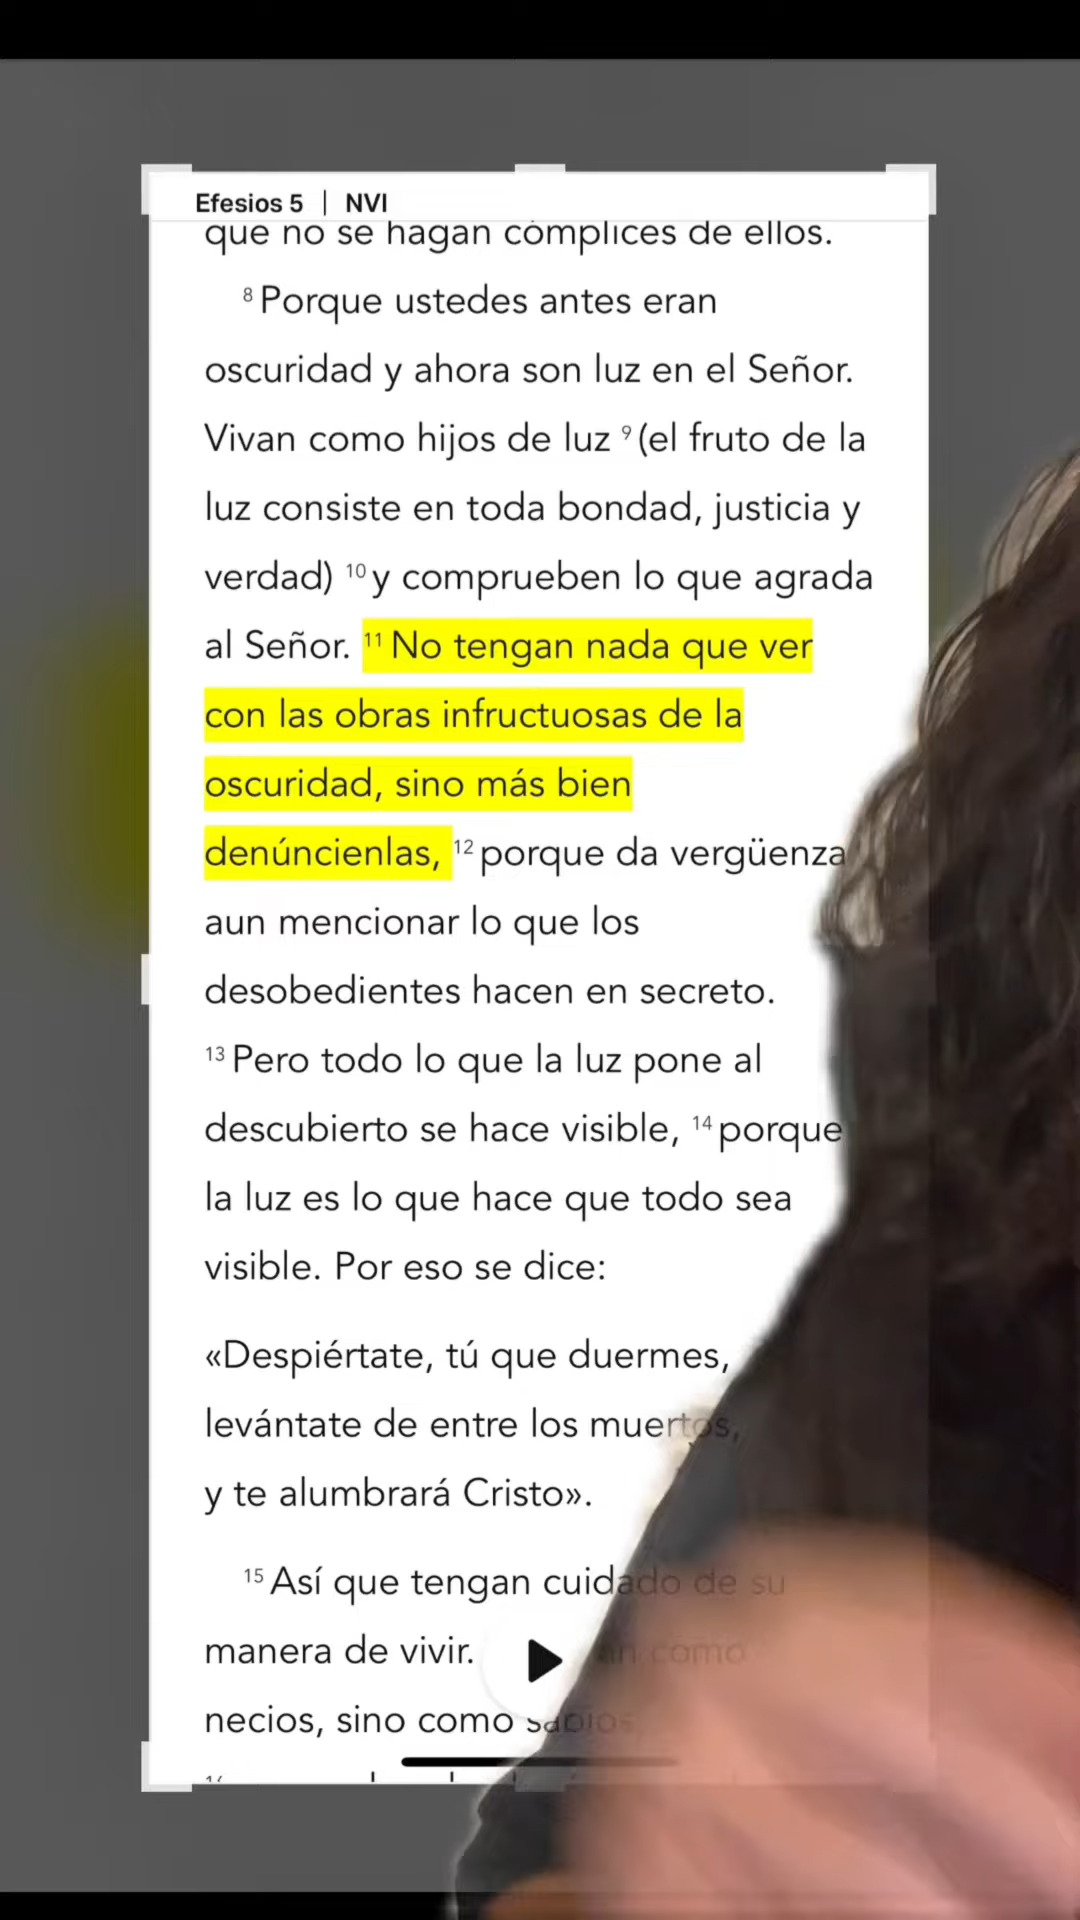 Efesios 5 | NVI
que no se hagan cómplices de ellos.
8 Porque ustedes antes eran
oscuridad y ahora son luz en el Señor.
Vivan como hijos de luz 9 (el fruto de la
luz consiste en toda bondad, justicia y
verdad) 10 y comprueben lo que agrada
al Señor. 11 No tengan nada que ver
con las obras infructuosas de la
oscuridad, sino más bien
denúncienlas, 12 porque da vergüenza
aun mencionar lo que los
desobedientes hacen en secreto.
13 Pero todo lo que la luz pone al
descubierto se hace visible, 14 porque
la luz es lo que hace que todo sea
visible. Por eso se dice:
«Despiértate, tú que duermes,
levántate de entre los muertos,
y te alumbrará Cristo».
15 Así que tengan cuidado de su
manera de vivir. como
necios, sino como sabios